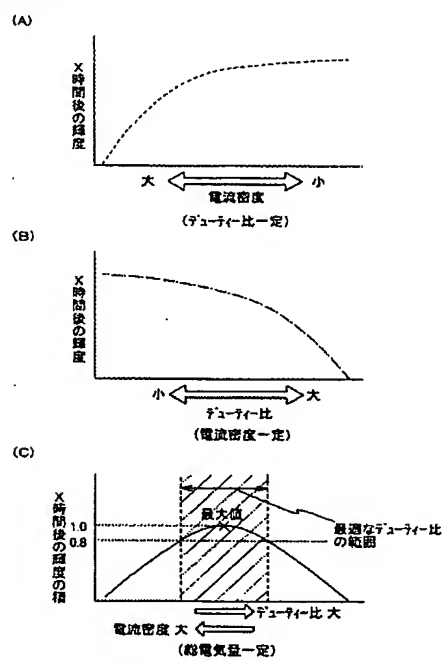 (A)
X時間後の輝度
大 小
電流密度
(デューティー比一定)
(B)
X時間後の輝度
小 大
デューティー比
(電流密度一定)
(C)
X時間後の輝度の積
最大値
1.0
0.8
最適なデューティー比
の範囲
デューティー比 大
電流密度 大
(総電気量一定)